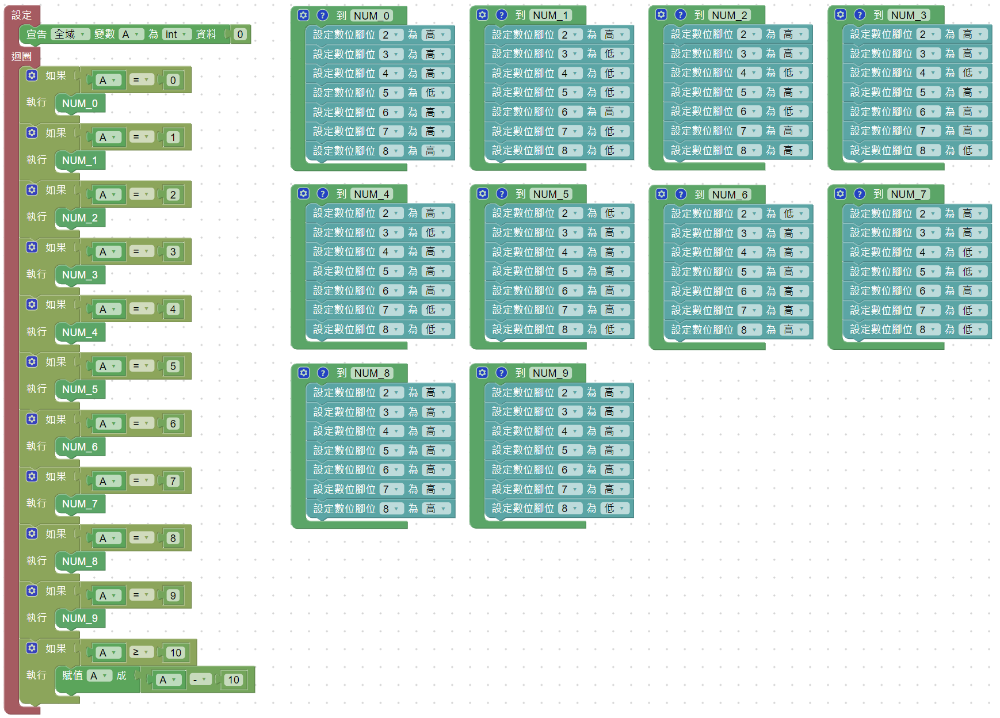 設定
宣告 全域 變數 A 為 int 資料 0
迴圈
如果 A = 0
執行 NUM_0
如果 A = 1
執行 NUM_1
如果 A = 2
執行 NUM_2
如果 A = 3
執行 NUM_3
如果 A = 4
執行 NUM_4
如果 A = 5
執行 NUM_5
如果 A = 6
執行 NUM_6
如果 A = 7
執行 NUM_7
如果 A = 8
執行 NUM_8
如果 A = 9
執行 NUM_9
如果 A ≥ 10
執行 賦值 A 成 A - 10
? 到 NUM_0
設定數位腳位 2 為 高
設定數位腳位 3 為 高
設定數位腳位 4 為 高
設定數位腳位 5 為 低
設定數位腳位 6 為 高
設定數位腳位 7 為 高
設定數位腳位 8 為 高
? 到 NUM_1
設定數位腳位 2 為 高
設定數位腳位 3 為 低
設定數位腳位 4 為 低
設定數位腳位 5 為 低
設定數位腳位 6 為 高
設定數位腳位 7 為 低
設定數位腳位 8 為 低
? 到 NUM_2
設定數位腳位 2 為 高
設定數位腳位 3 為 高
設定數位腳位 4 為 低
設定數位腳位 5 為 高
設定數位腳位 6 為 低
設定數位腳位 7 為 高
設定數位腳位 8 為 高
? 到 NUM_3
設定數位腳位 2 為 高
設定數位腳位 3 為 高
設定數位腳位 4 為 低
設定數位腳位 5 為 高
設定數位腳位 6 為 高
設定數位腳位 7 為 高
設定數位腳位 8 為 低
? 到 NUM_4
設定數位腳位 2 為 高
設定數位腳位 3 為 低
設定數位腳位 4 為 高
設定數位腳位 5 為 高
設定數位腳位 6 為 高
設定數位腳位 7 為 低
設定數位腳位 8 為 低
? 到 NUM_5
設定數位腳位 2 為 低
設定數位腳位 3 為 高
設定數位腳位 4 為 高
設定數位腳位 5 為 高
設定數位腳位 6 為 高
設定數位腳位 7 為 高
設定數位腳位 8 為 低
? 到 NUM_6
設定數位腳位 2 為 低
設定數位腳位 3 為 高
設定數位腳位 4 為 高
設定數位腳位 5 為 高
設定數位腳位 6 為 高
設定數位腳位 7 為 高
設定數位腳位 8 為 高
? 到 NUM_7
設定數位腳位 2 為 高
設定數位腳位 3 為 高
設定數位腳位 4 為 低
設定數位腳位 5 為 低
設定數位腳位 6 為 高
設定數位腳位 7 為 低
設定數位腳位 8 為 低
? 到 NUM_8
設定數位腳位 2 為 高
設定數位腳位 3 為 高
設定數位腳位 4 為 高
設定數位腳位 5 為 高
設定數位腳位 6 為 高
設定數位腳位 7 為 高
設定數位腳位 8 為 高
? 到 NUM_9
設定數位腳位 2 為 高
設定數位腳位 3 為 高
設定數位腳位 4 為 高
設定數位腳位 5 為 高
設定數位腳位 6 為 高
設定數位腳位 7 為 高
設定數位腳位 8 為 低